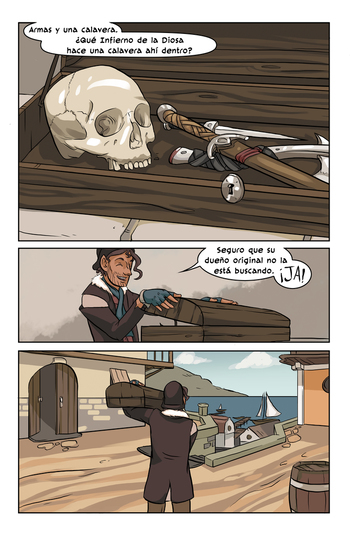 Armas y una calavera.
¿Qué Infierno de la Diosa
hace una calavera ahí dentro?
Seguro que su
dueño original no la
está buscando.
¡JA!